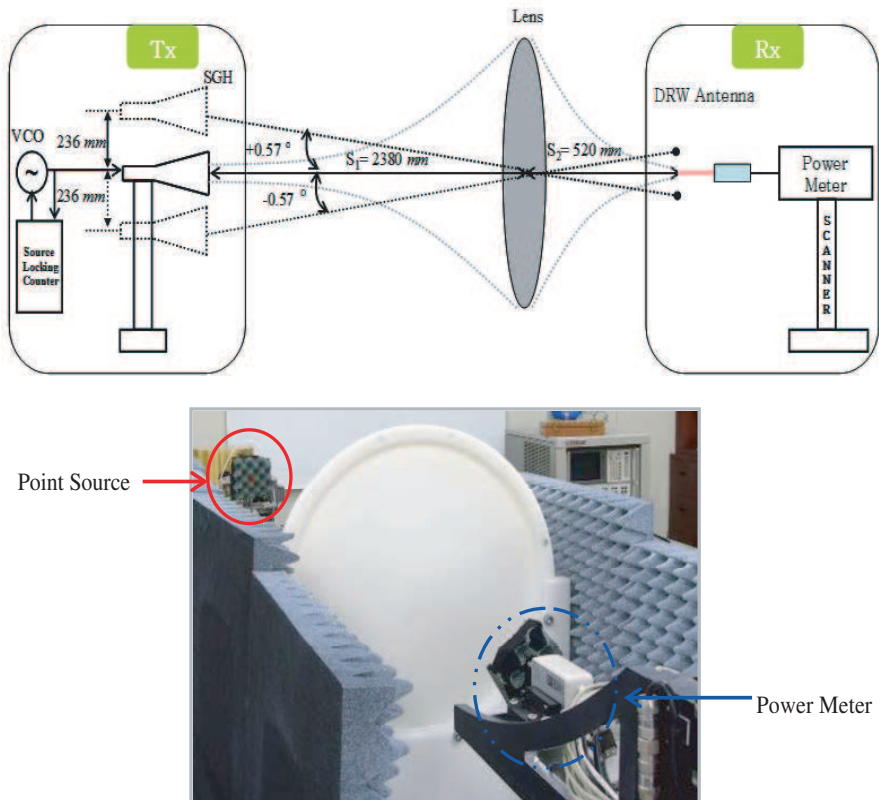 Lens
Tx
Rx
SGH
DRW Antenna
VCO
~
236 mm
+0.57 °
S₁= 2380 mm
S₂= 520 mm
236 mm
-0.57 °
Power
Meter
Source
Locking
Counter
SCANNER
Point Source
Power Meter